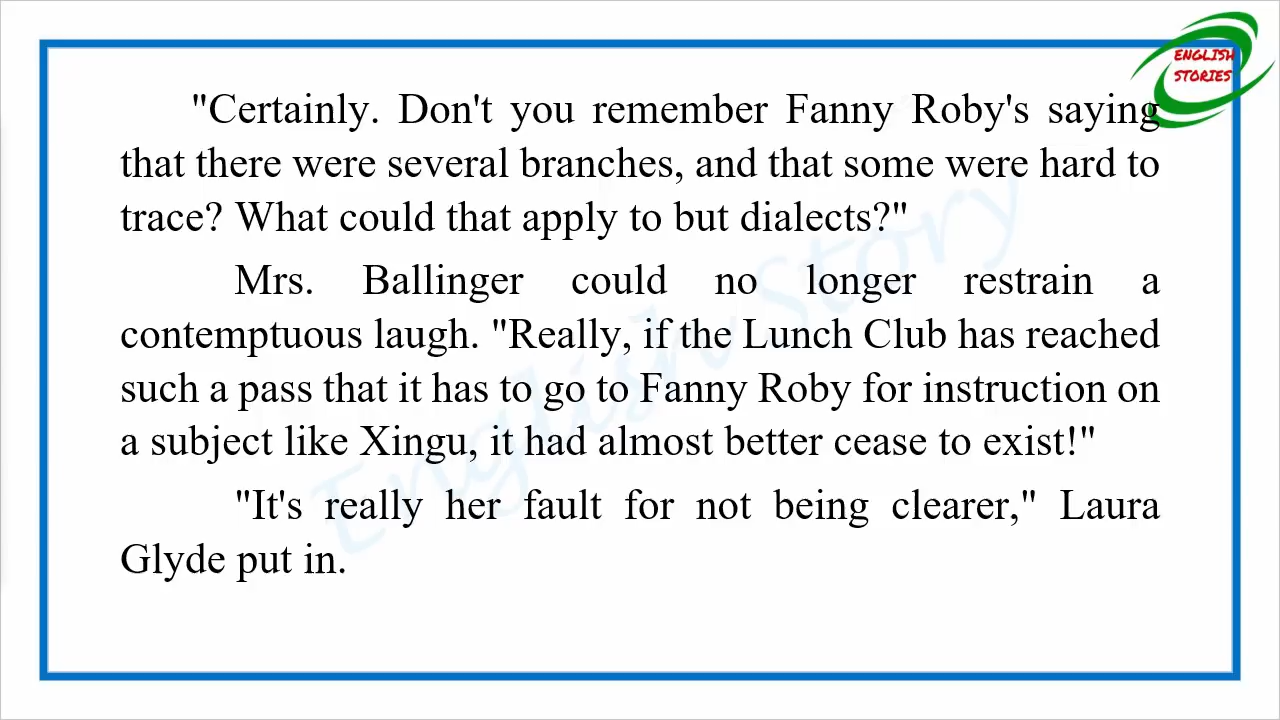 ENGLISH
STORIES
"Certainly. Don't you remember Fanny Roby's saying
that there were several branches, and that some were hard to
trace? What could that apply to but dialects?"
Mrs. Ballinger could no longer restrain a
contemptuous laugh. "Really, if the Lunch Club has reached
such a pass that it has to go to Fanny Roby for instruction on
a subject like Xingu, it had almost better cease to exist!"
"It's really her fault for not being clearer," Laura
Glyde put in.
English Story